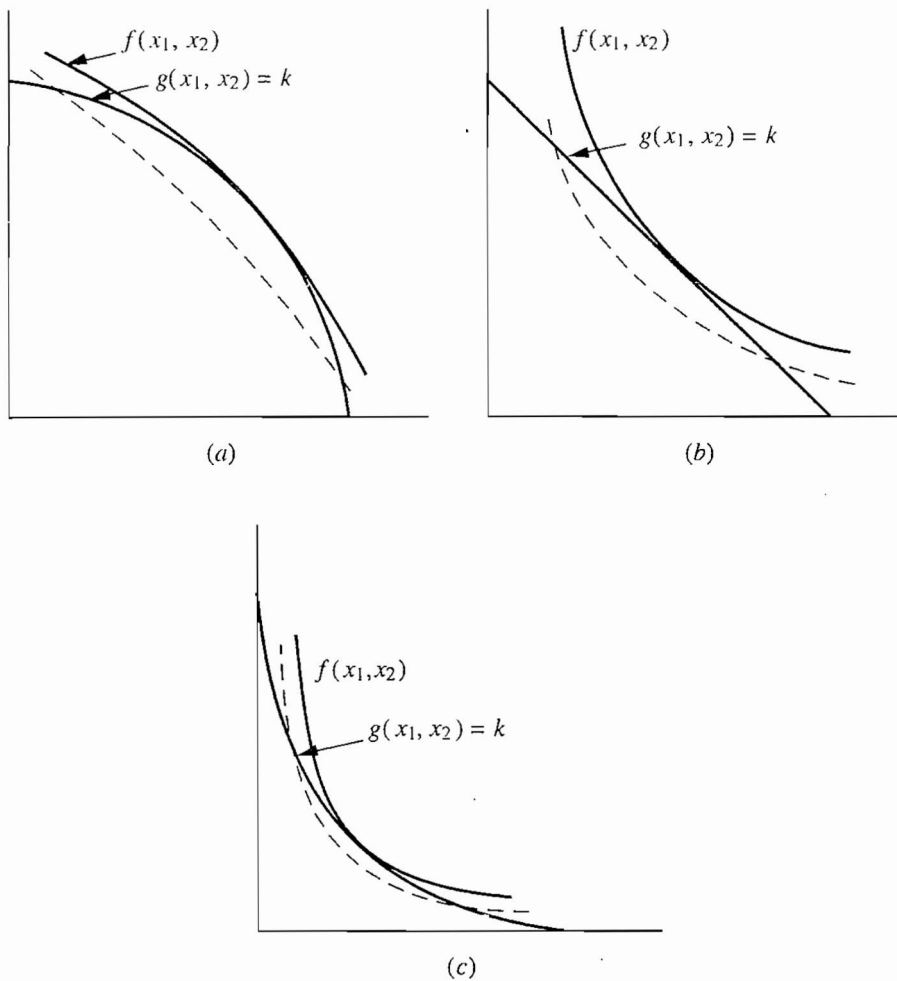 f(x₁, x₂)
g(x₁, x₂) = k
(a)
f(x₁, x₂)
g(x₁, x₂) = k
(b)
f(x₁,x₂)
g(x₁, x₂) = k
(c)